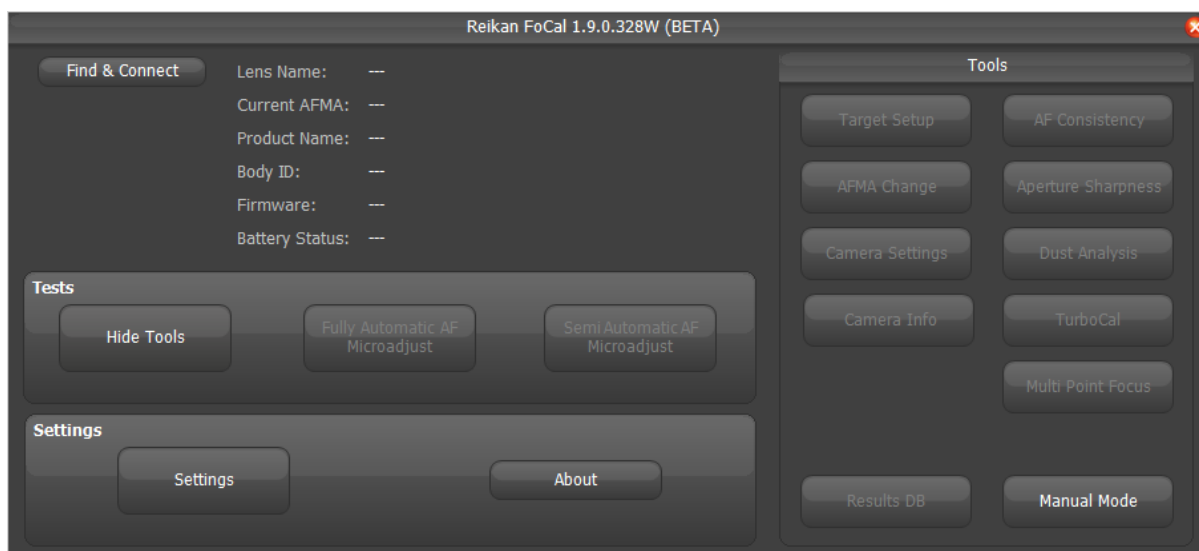 Reikan FoCal 1.9.0.328W (BETA)
Find & Connect
Lens Name: ---
Current AFMA: ---
Product Name: ---
Body ID: ---
Firmware: ---
Battery Status: ---
Tests
Hide Tools
Fully Automatic AF
Microadjust
Semi Automatic AF
Microadjust
Settings
Settings
About
Tools
Target Setup
AF Consistency
AFMA Change
Aperture Sharpness
Camera Settings
Dust Analysis
Camera Info
TurboCal
Multi Point Focus
Results DB
Manual Mode